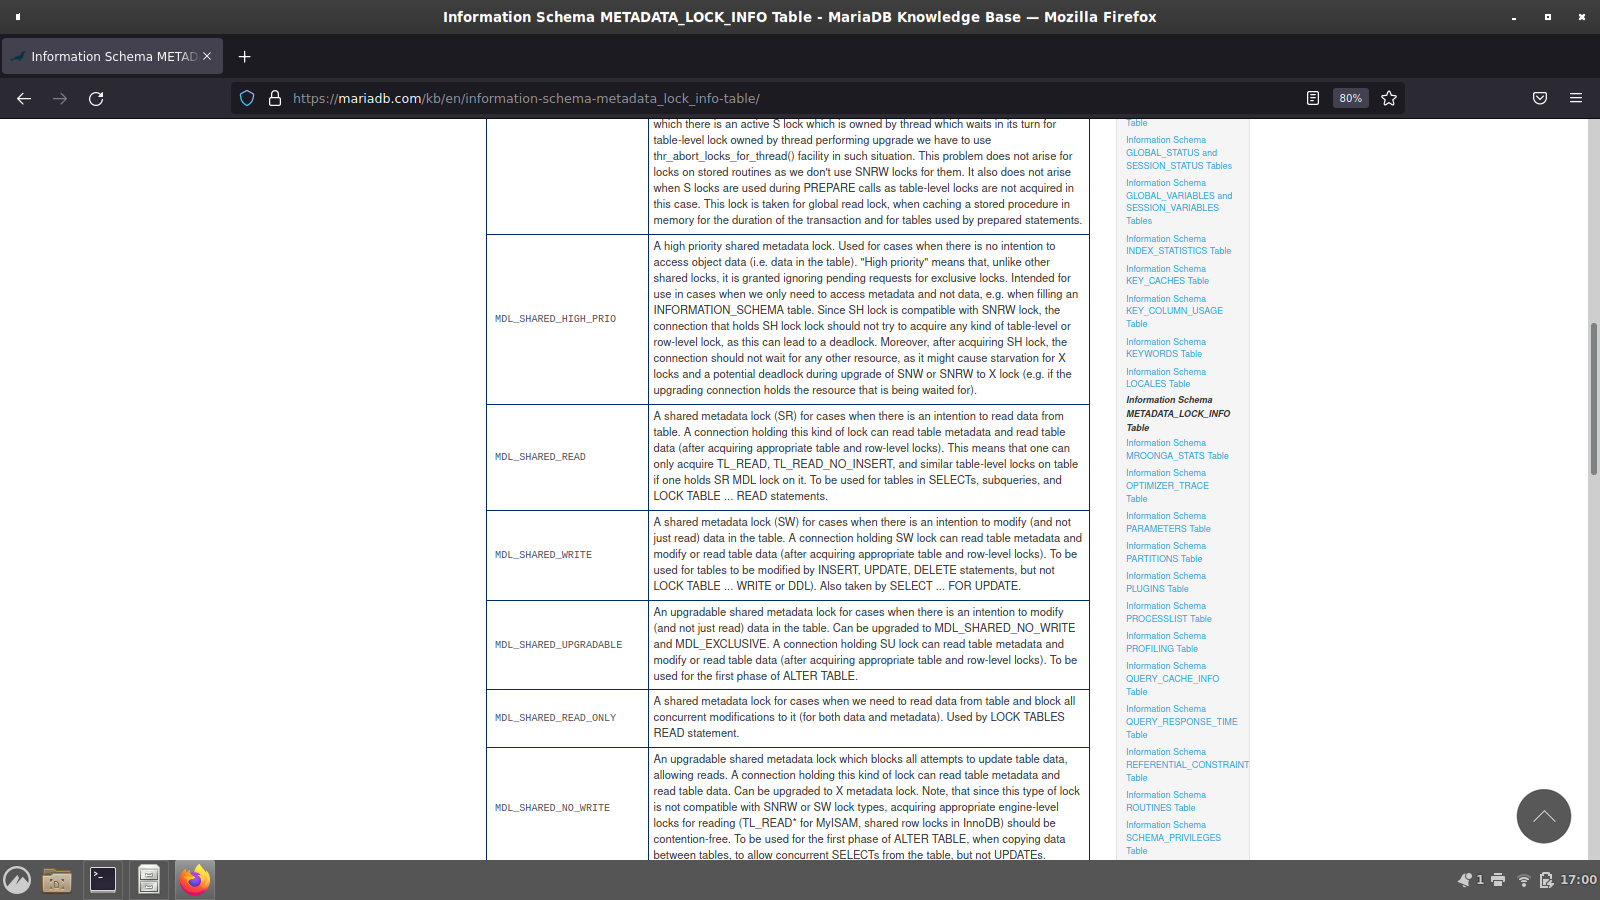 Information Schema METADATA_LOCK_INFO Table - MariaDB Knowledge Base — Mozilla Firefox
Information Schema METAD
https://mariadb.com/kb/en/information-schema-metadata_lock_info-table/
80%
which there is an active S lock which is owned by thread which waits in its turn for
table-level lock owned by thread performing upgrade we have to use
thr_abort_locks_for_thread() facility in such situation. This problem does not arise for
locks on stored routines as we don't use SNRW locks for them. It also does not arise
when S locks are used during PREPARE calls as table-level locks are not acquired in
this case. This lock is taken for global read lock, when caching a stored procedure in
memory for the duration of the transaction and for tables used by prepared statements.
MDL_SHARED_HIGH_PRIO
A high priority shared metadata lock. Used for cases when there is no intention to
access object data (i.e. data in the table). "High priority" means that, unlike other
shared locks, it is granted ignoring pending requests for exclusive locks. Intended for
use in cases when we only need to access metadata and not data, e.g. when filling an
INFORMATION_SCHEMA table. Since SH lock is compatible with SNRW lock, the
connection that holds SH lock lock should not try to acquire any kind of table-level or
row-level lock, as this can lead to a deadlock. Moreover, after acquiring SH lock, the
connection should not wait for any other resource, as it might cause starvation for X
locks and a potential deadlock during upgrade of SNW or SNRW to X lock (e.g. if the
upgrading connection holds the resource that is being waited for).
MDL_SHARED_READ
A shared metadata lock (SR) for cases when there is an intention to read data from
table. A connection holding this kind of lock can read table metadata and read table
data (after acquiring appropriate table and row-level locks). This means that one can
only acquire TL_READ, TL_READ_NO_INSERT, and similar table-level locks on table
if one holds SR MDL lock on it. To be used for tables in SELECTs, subqueries, and
LOCK TABLE ... READ statements.
MDL_SHARED_WRITE
A shared metadata lock (SW) for cases when there is an intention to modify (and not
just read) data in the table. A connection holding SW lock can read table metadata and
modify or read table data (after acquiring appropriate table and row-level locks). To be
used for tables to be modified by INSERT, UPDATE, DELETE statements, but not
LOCK TABLE ... WRITE or DDL). Also taken by SELECT ... FOR UPDATE.
MDL_SHARED_UPGRADABLE
An upgradable shared metadata lock for cases when there is an intention to modify
(and not just read) data in the table. Can be upgraded to MDL_SHARED_NO_WRITE
and MDL_EXCLUSIVE. A connection holding SU lock can read table metadata and
modify or read table data (after acquiring appropriate table and row-level locks). To be
used for the first phase of ALTER TABLE.
MDL_SHARED_READ_ONLY
A shared metadata lock for cases when we need to read data from table and block all
concurrent modifications to it (for both data and metadata). Used by LOCK TABLES
READ statement.
MDL_SHARED_NO_WRITE
An upgradable shared metadata lock which blocks all attempts to update table data,
allowing reads. A connection holding this kind of lock can read table metadata and
read table data. Can be upgraded to X metadata lock. Note, that since this type of lock
is not compatible with SNRW or SW lock types, acquiring appropriate engine-level
locks for reading (TL_READ* for MyISAM, shared row locks in InnoDB) should be
contention-free. To be used for the first phase of ALTER TABLE, when copying data
between tables, to allow concurrent SELECTs from the table, but not UPDATEs.
Table
Information Schema
GLOBAL_STATUS and
SESSION_STATUS Tables
Information Schema
GLOBAL_VARIABLES and
SESSION_VARIABLES
Tables
Information Schema
INDEX_STATISTICS Table
Information Schema
KEY_CACHES Table
Information Schema
KEY_COLUMN_USAGE
Table
Information Schema
KEYWORDS Table
Information Schema
LOCALES Table
Information Schema
METADATA_LOCK_INFO
Table
Information Schema
MROONGA_STATS Table
Information Schema
OPTIMIZER_TRACE
Table
Information Schema
PARAMETERS Table
Information Schema
PARTITIONS Table
Information Schema
PLUGINS Table
Information Schema
PROCESSLIST Table
Information Schema
PROFILING Table
Information Schema
QUERY_CACHE_INFO
Table
Information Schema
QUERY_RESPONSE_TIME
Table
Information Schema
REFERENTIAL_CONSTRAINT
Table
Information Schema
ROUTINES Table
Information Schema
SCHEMA_PRIVILEGES
Table
1
17:00